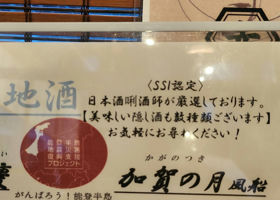 地酒
〈SSI認定〉
日本酒唎酒師が厳選しております。
【美味しい隠し酒も数種類ございます】
お気軽にお尋ねください!
かがのつき
加賀の月 風船
がんばろう!能登半島